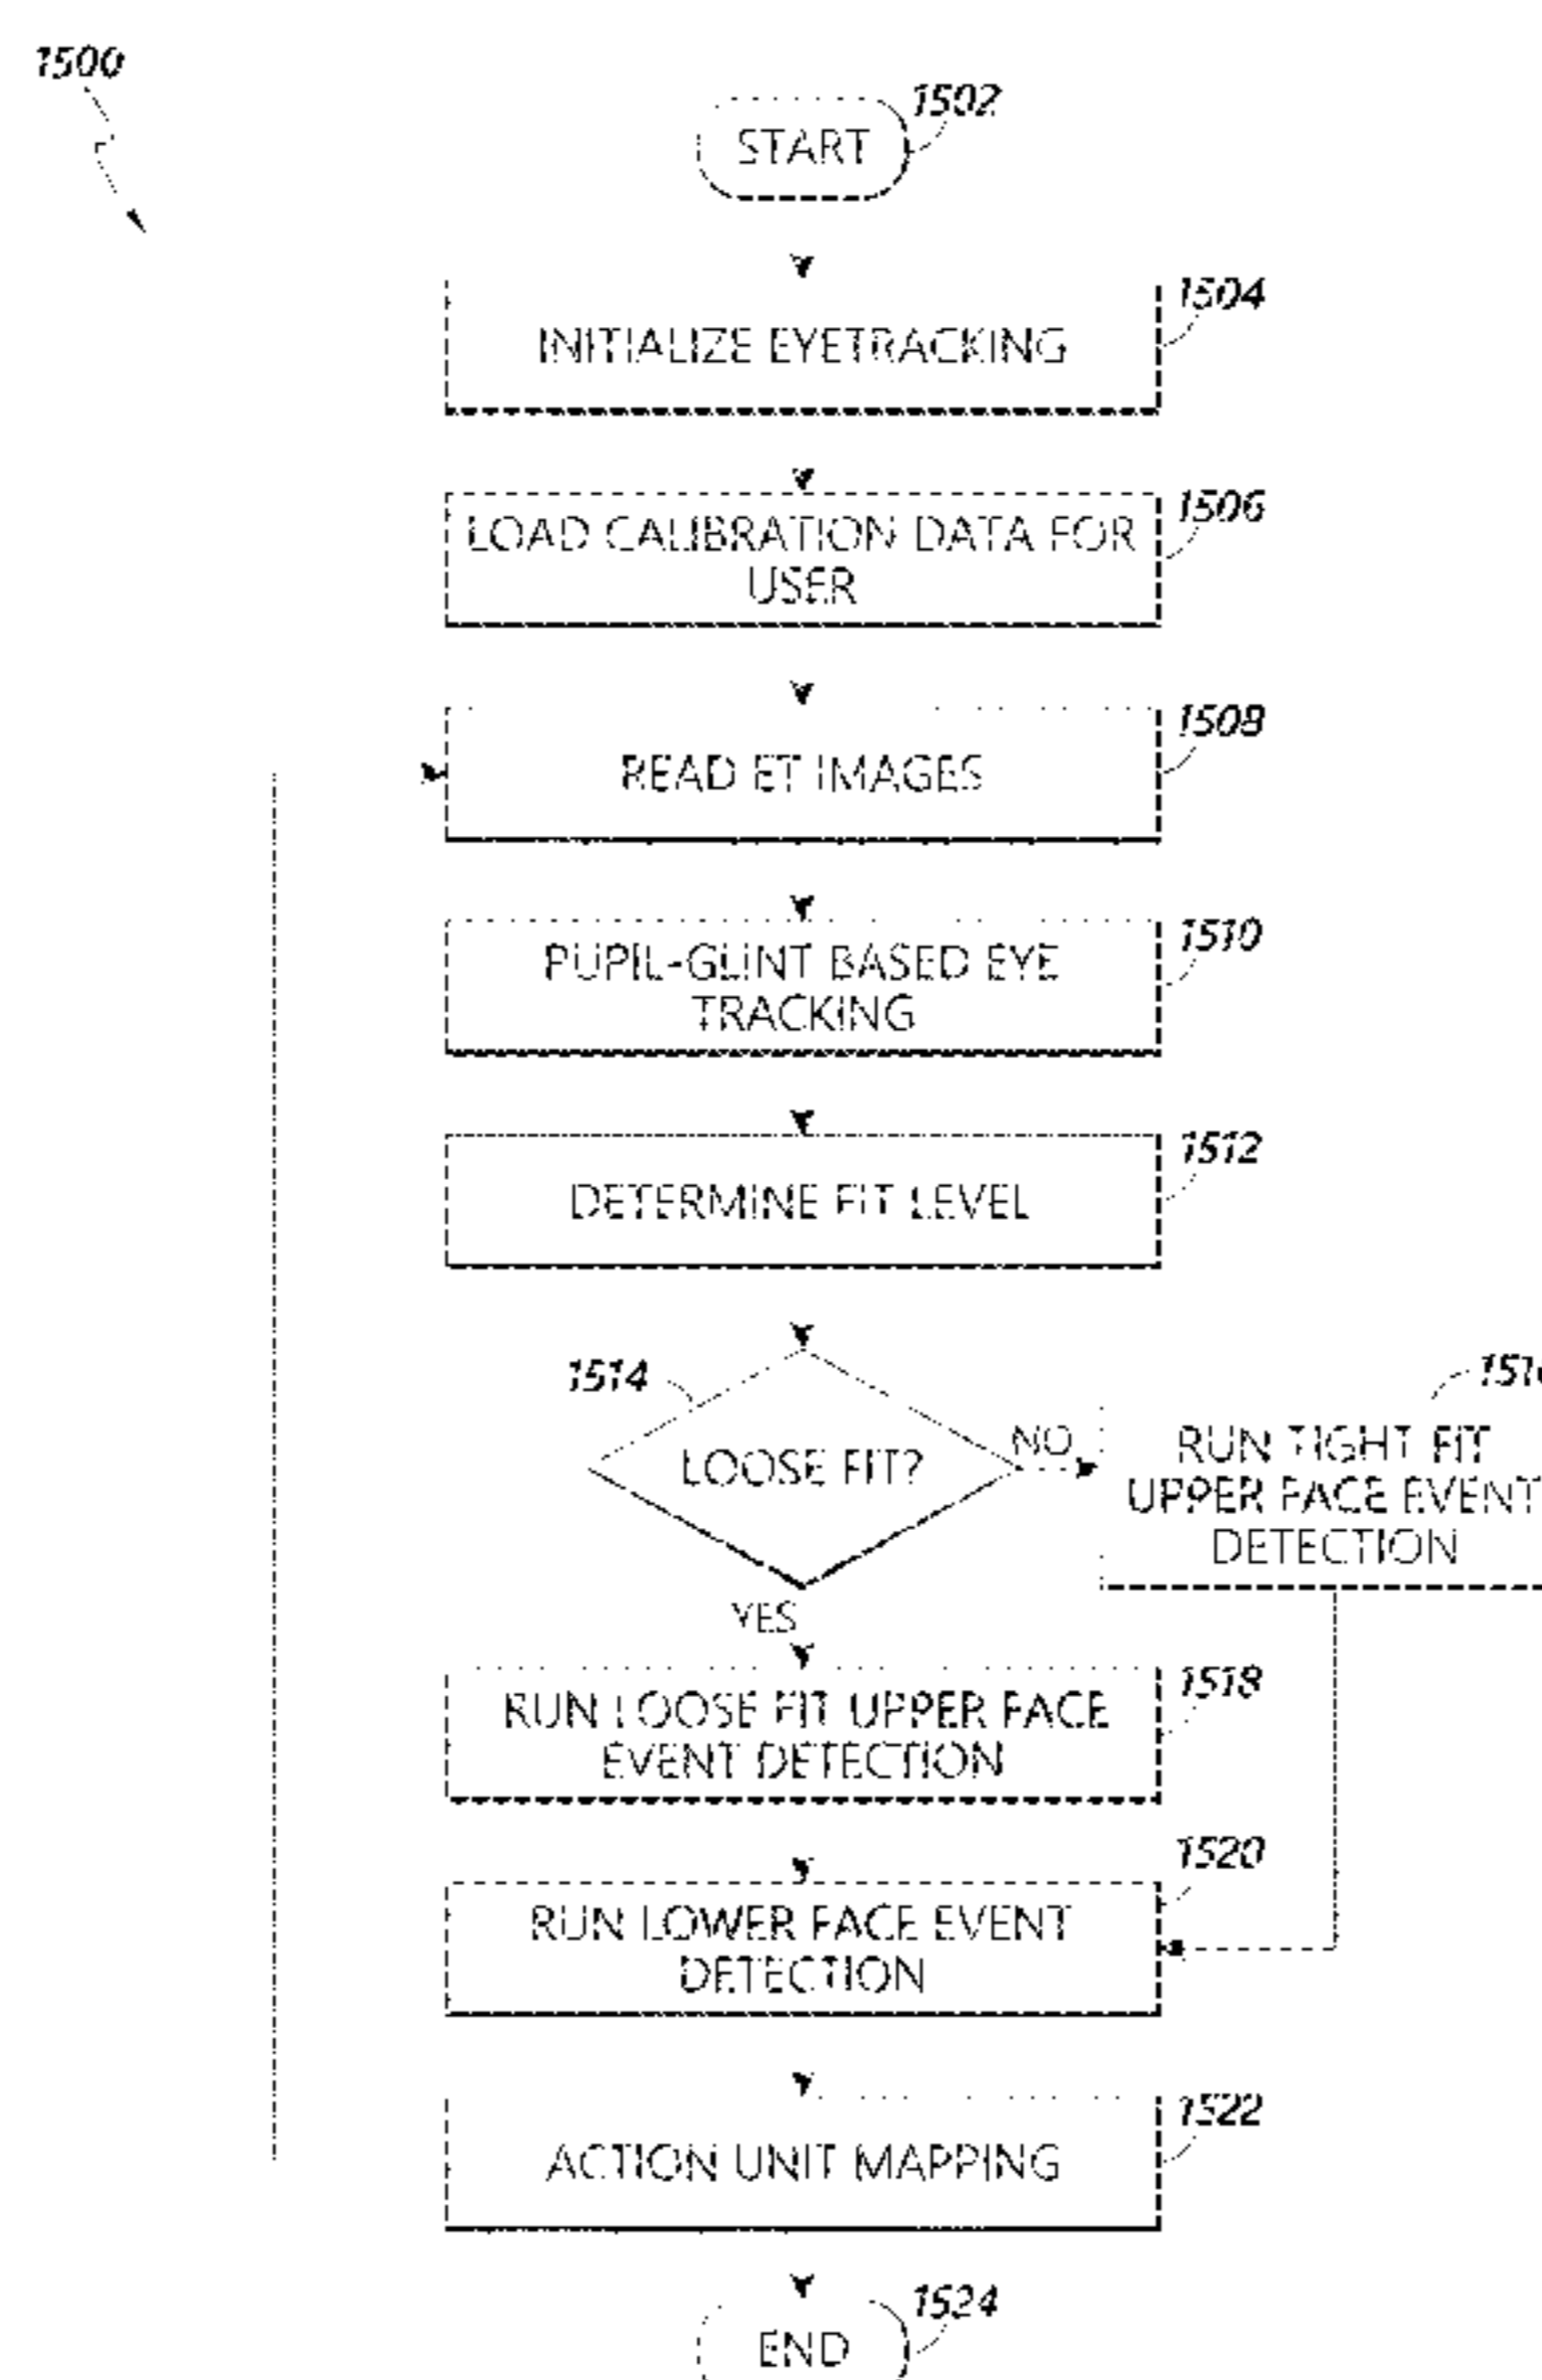 1500
1502
START
1504
INITIALIZE EYETRACKING
1506
LOAD CALIBRATION DATA FOR
USER
1508
READ ET IMAGES
1510
PUPIL-GLINT BASED EYE
TRACKING
1512
DETERMINE FIT LEVEL
1514
LOOSE FIT?
NO
RUN TIGHT FIT
UPPER FACE EVENT
DETECTION
YES
1518
RUN LOOSE FIT UPPER FACE
EVENT DETECTION
1520
RUN LOWER FACE EVENT
DETECTION
1522
ACTION UNIT MAPPING
1524
END